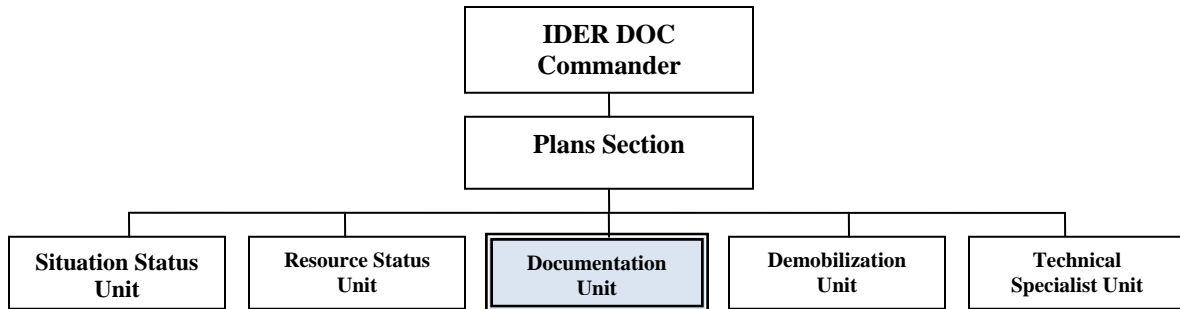 IDER DOC
Commander
Plans Section
Situation Status
Unit
Resource Status
Unit
Documentation
Unit
Demobilization
Unit
Technical
Specialist Unit